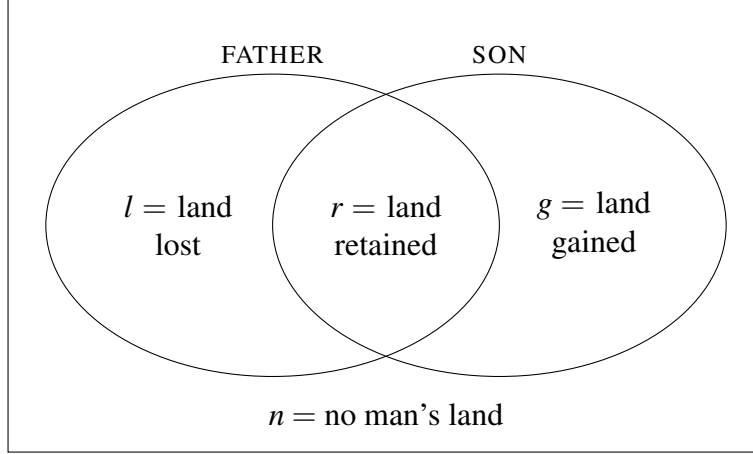 FATHER SON
l = land lost
r = land retained
g = land gained
n = no man's land